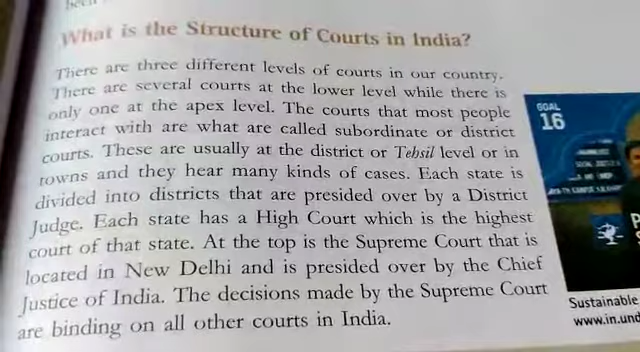 What is the Structure of Courts in India?
There are three different levels of courts in our country.
There are several courts at the lower level while there is
only one at the apex level. The courts that most people
interact with are what are called subordinate or district
courts. These are usually at the district or Tehsil level or in
towns and they hear many kinds of cases. Each state is
divided into districts that are presided over by a District
Judge. Each state has a High Court which is the highest
court of that state. At the top is the Supreme Court that is
located in New Delhi and is presided over by the Chief
Justice of India. The decisions made by the Supreme Court
are binding on all other courts in India.
GOAL
16
Sustainable
www.in.und